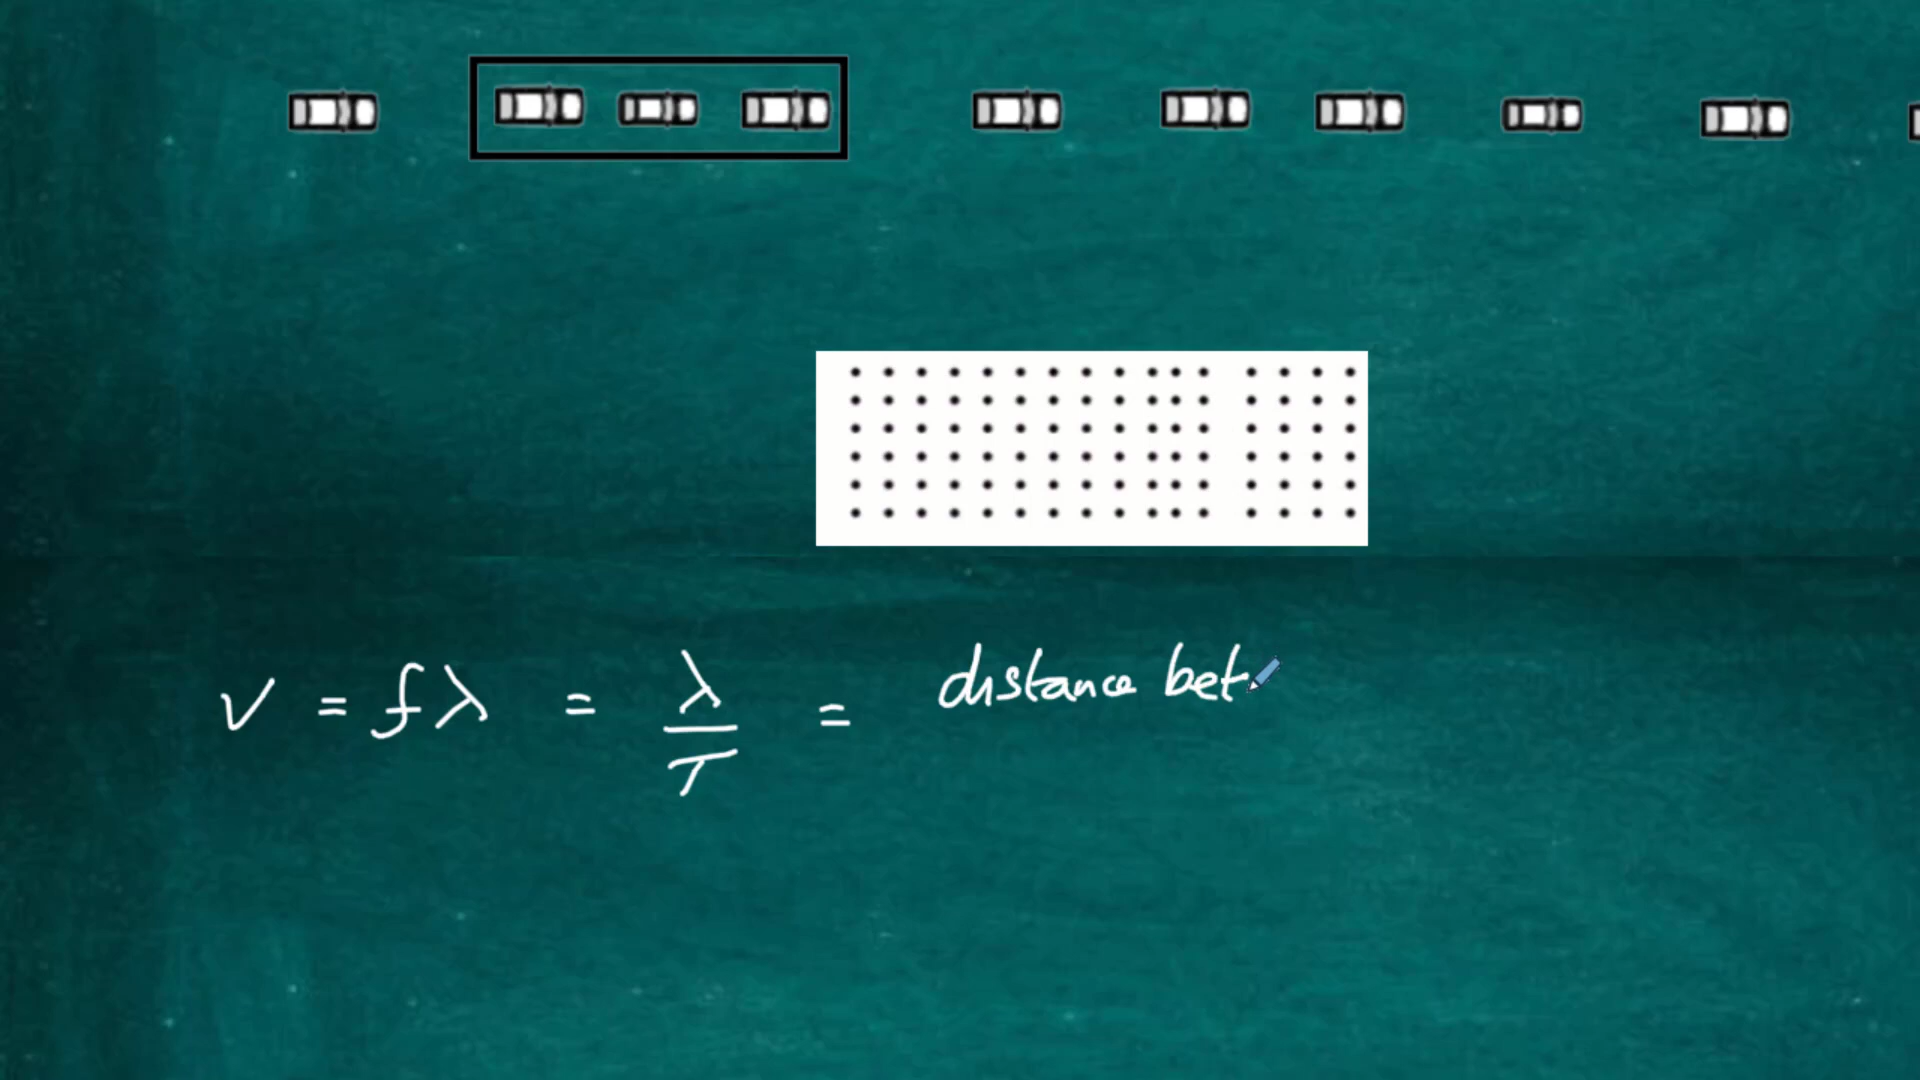 v = fλ = λ/T = distance bet